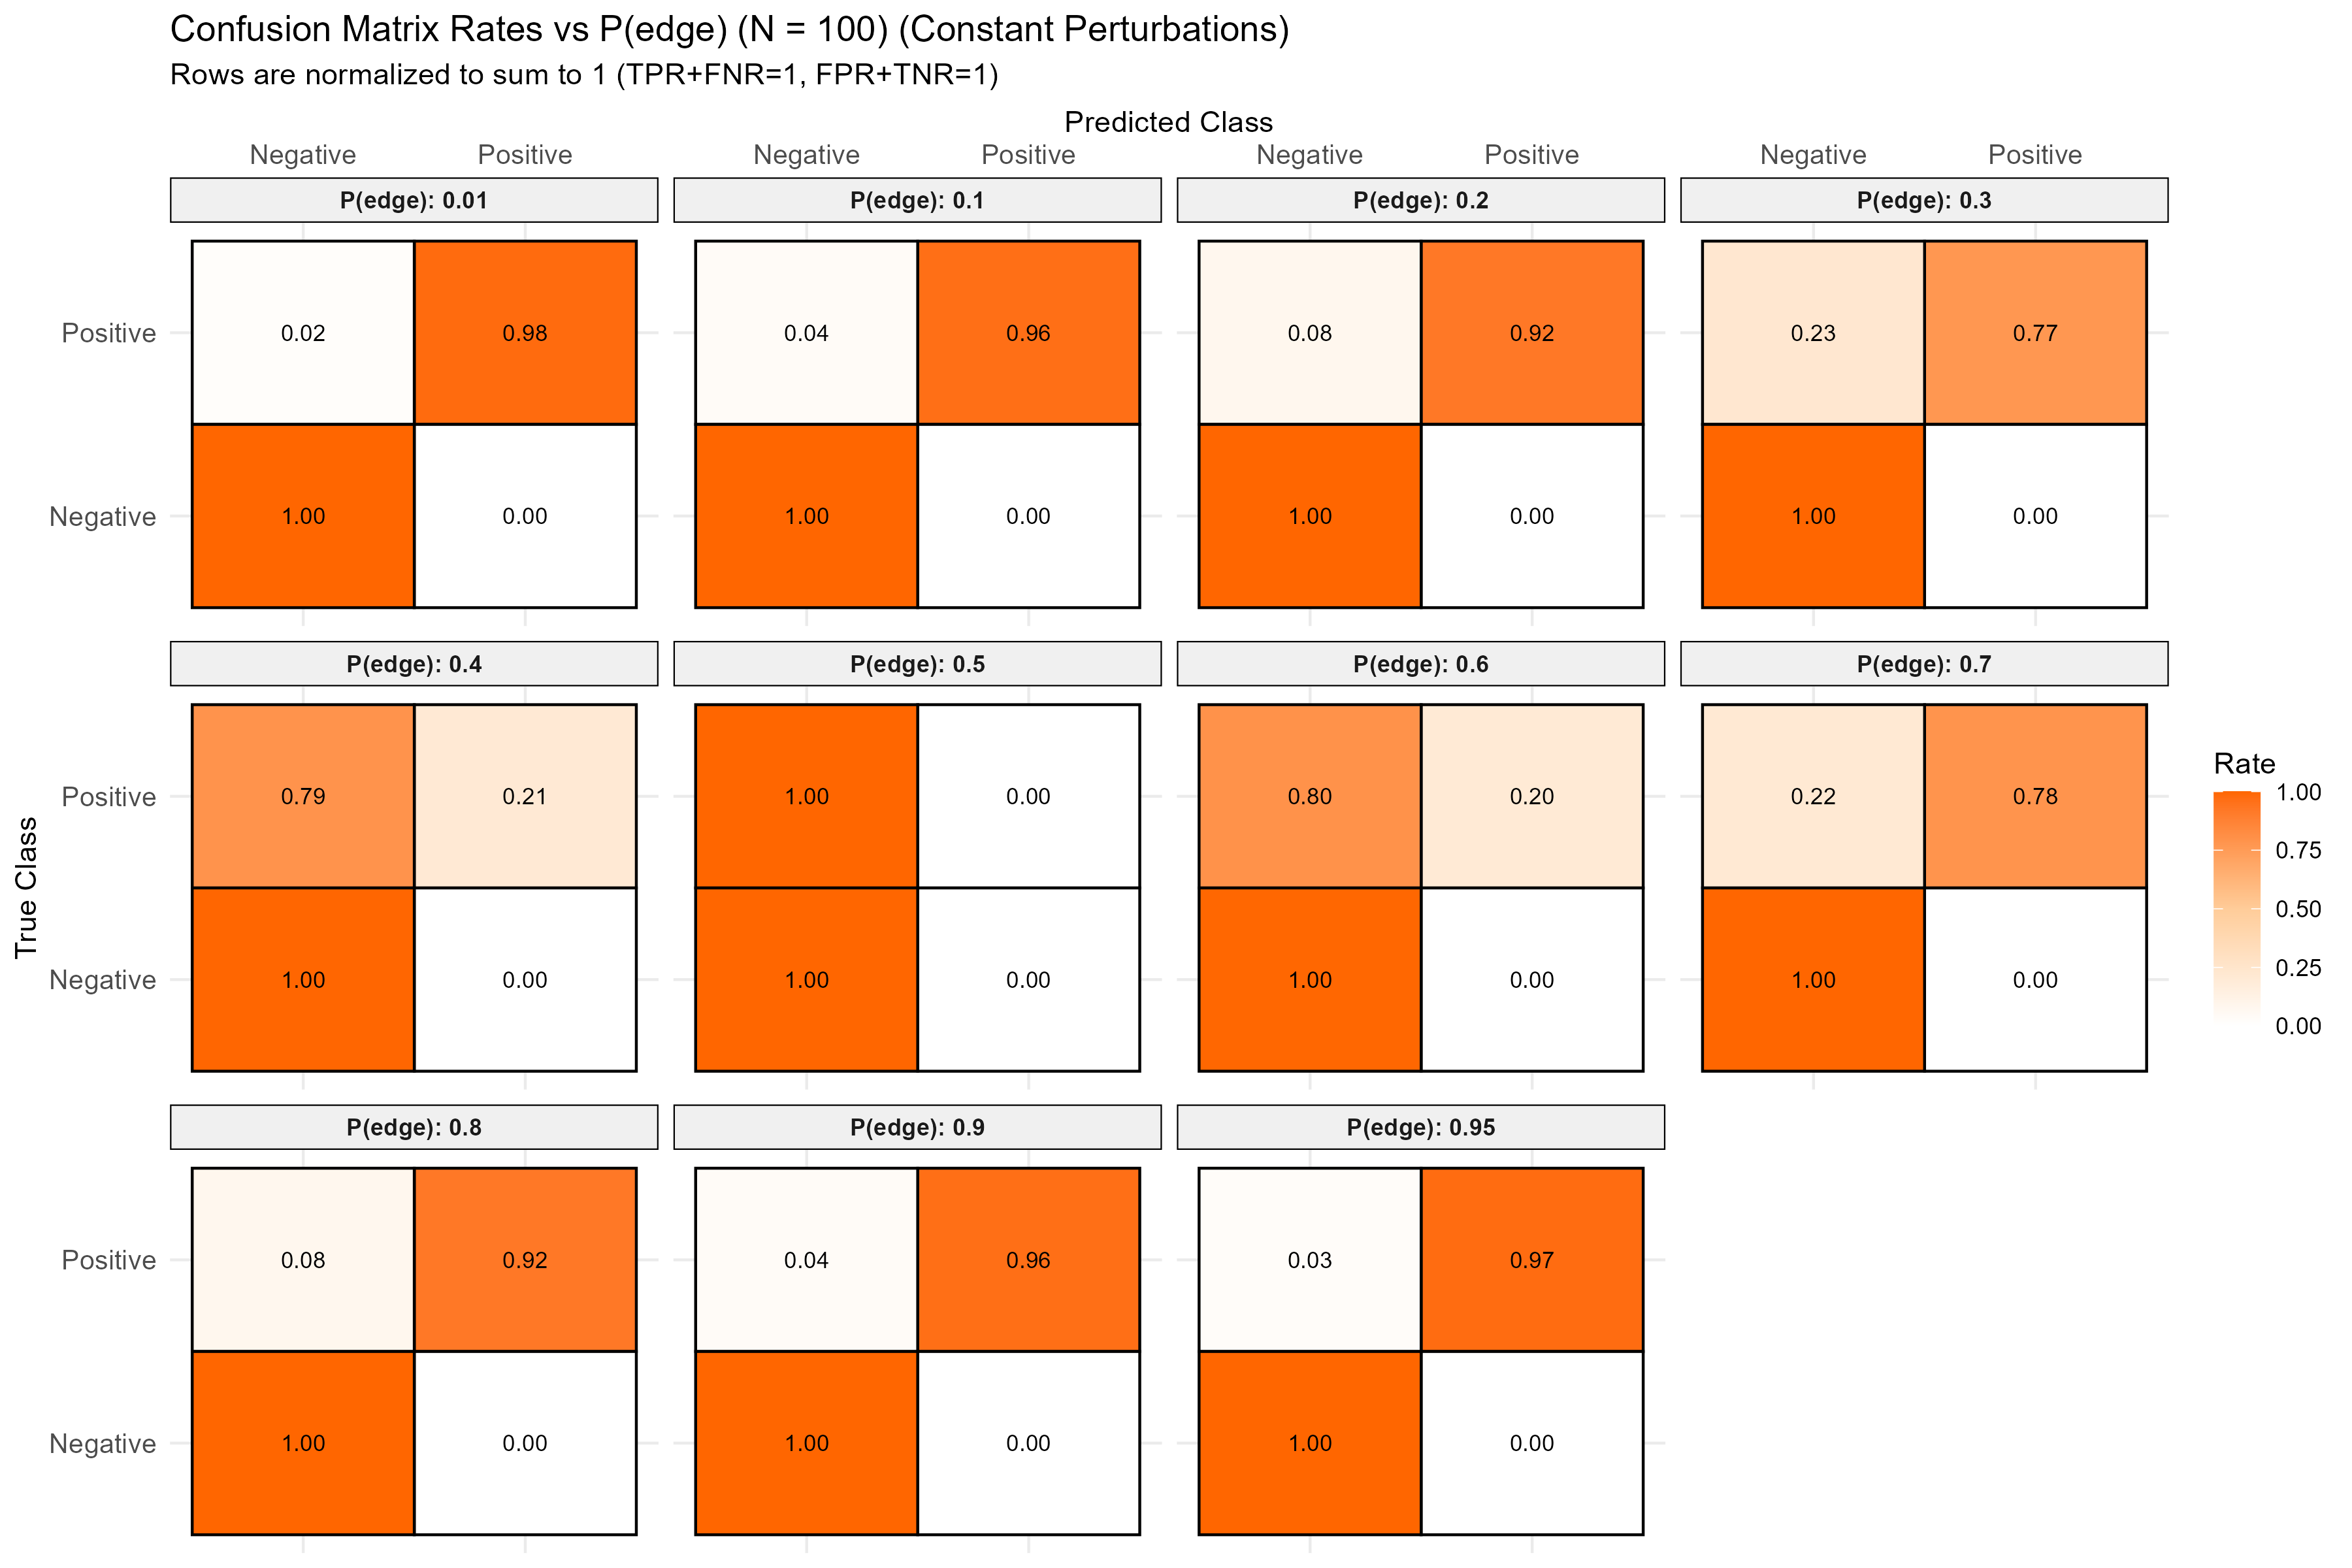 Confusion Matrix Rates vs P(edge) (N = 100) (Constant Perturbations)
Rows are normalized to sum to 1 (TPR+FNR=1, FPR+TNR=1)
Predicted Class
Negative Positive Negative Positive Negative Positive Negative Positive
P(edge): 0.01 P(edge): 0.1 P(edge): 0.2 P(edge): 0.3
Positive 0.02 0.98 0.04 0.96 0.08 0.92 0.23 0.77
Negative 1.00 0.00 1.00 0.00 1.00 0.00 1.00 0.00
P(edge): 0.4 P(edge): 0.5 P(edge): 0.6 P(edge): 0.7
Positive 0.79 0.21 1.00 0.00 0.80 0.20 0.22 0.78
Negative 1.00 0.00 1.00 0.00 1.00 0.00 1.00 0.00
P(edge): 0.8 P(edge): 0.9 P(edge): 0.95
Positive 0.08 0.92 0.04 0.96 0.03 0.97
Negative 1.00 0.00 1.00 0.00 1.00 0.00
True Class
Rate
1.00
0.75
0.50
0.25
0.00